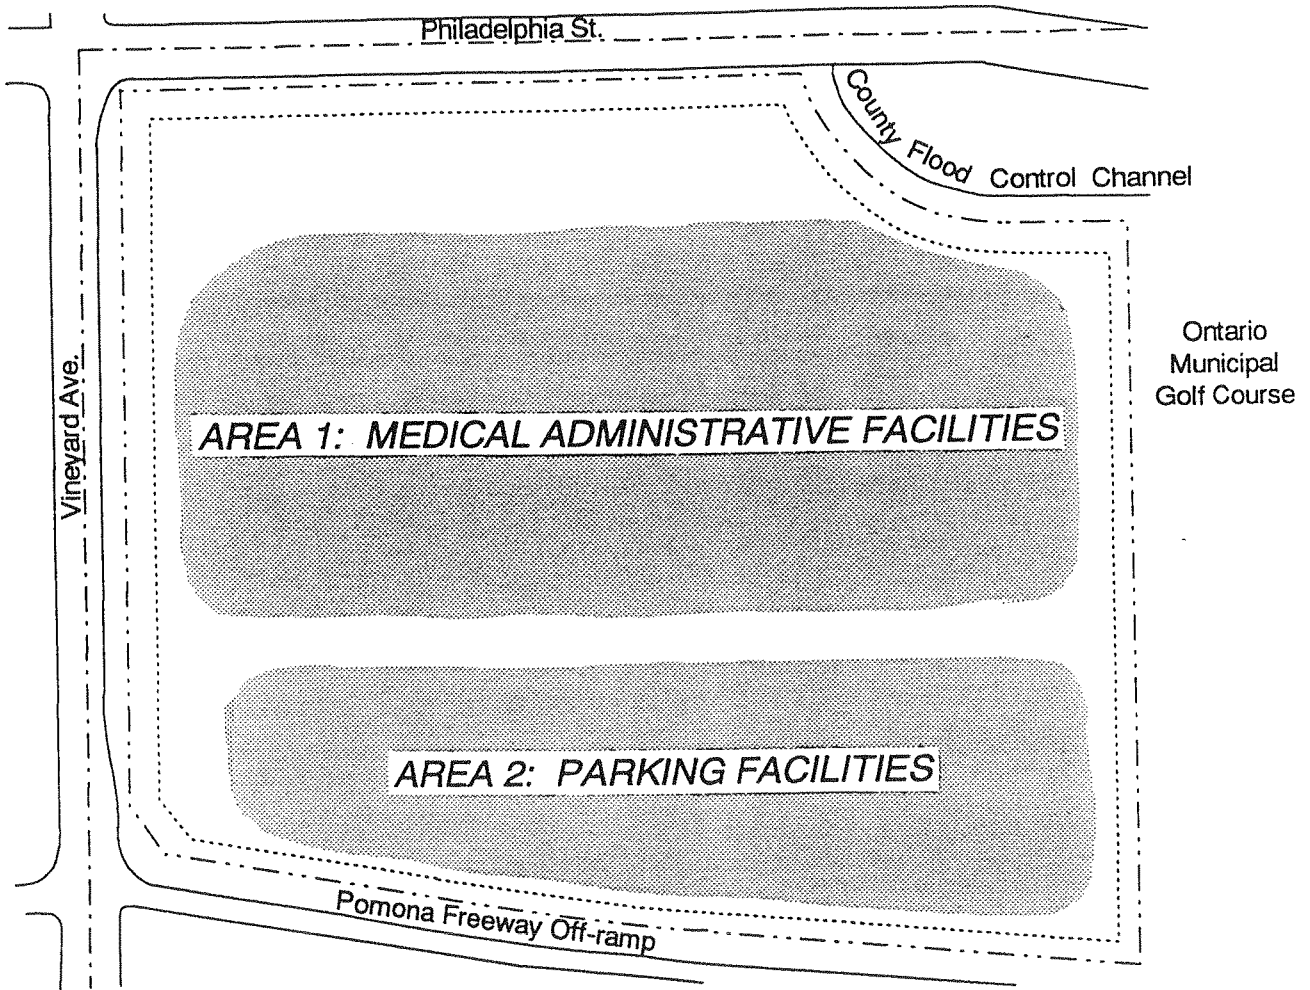 Philadelphia St.
County Flood Control Channel
Ontario
Municipal
Golf Course
Vineyard Ave.
AREA 1: MEDICAL ADMINISTRATIVE FACILITIES
AREA 2: PARKING FACILITIES
Pomona Freeway Off-ramp